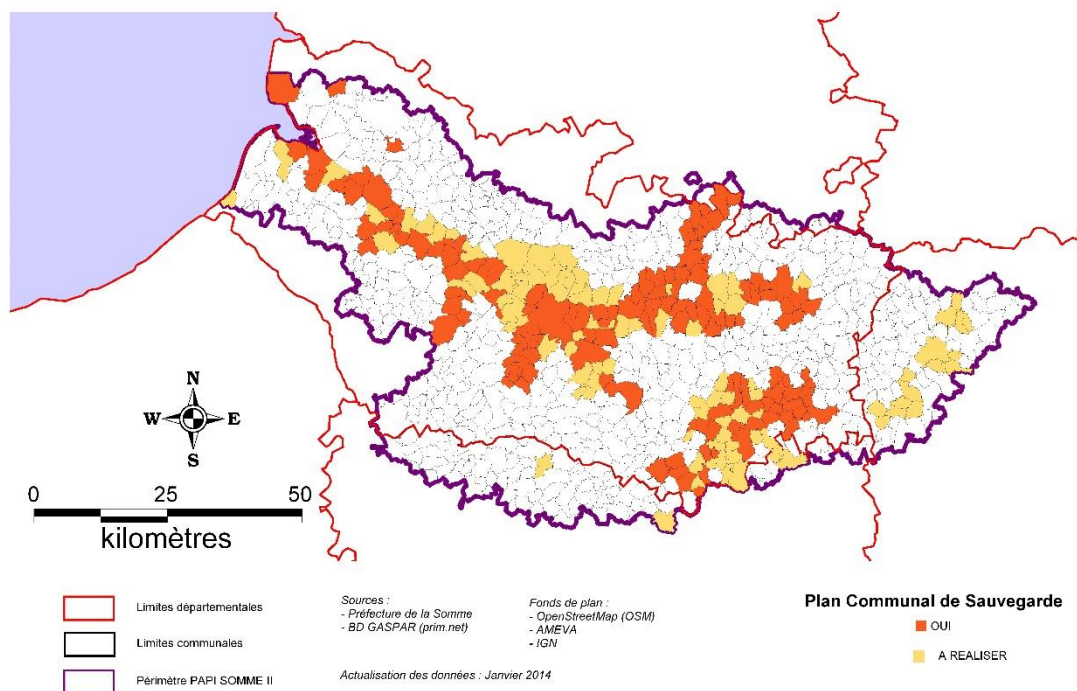 N
W E
S
0 25 50
kilomètres
Limites départementales
Limites communales
Périmètre PAPI SOMME II
Sources :
- Préfecture de la Somme
- BD GASPAR (prim.net)
Actualisation des données : Janvier 2014
Fonds de plan :
- OpenStreetMap (OSM)
- AMEVA
- IGN
Plan Communal de Sauvegarde
OUI
A REALISER